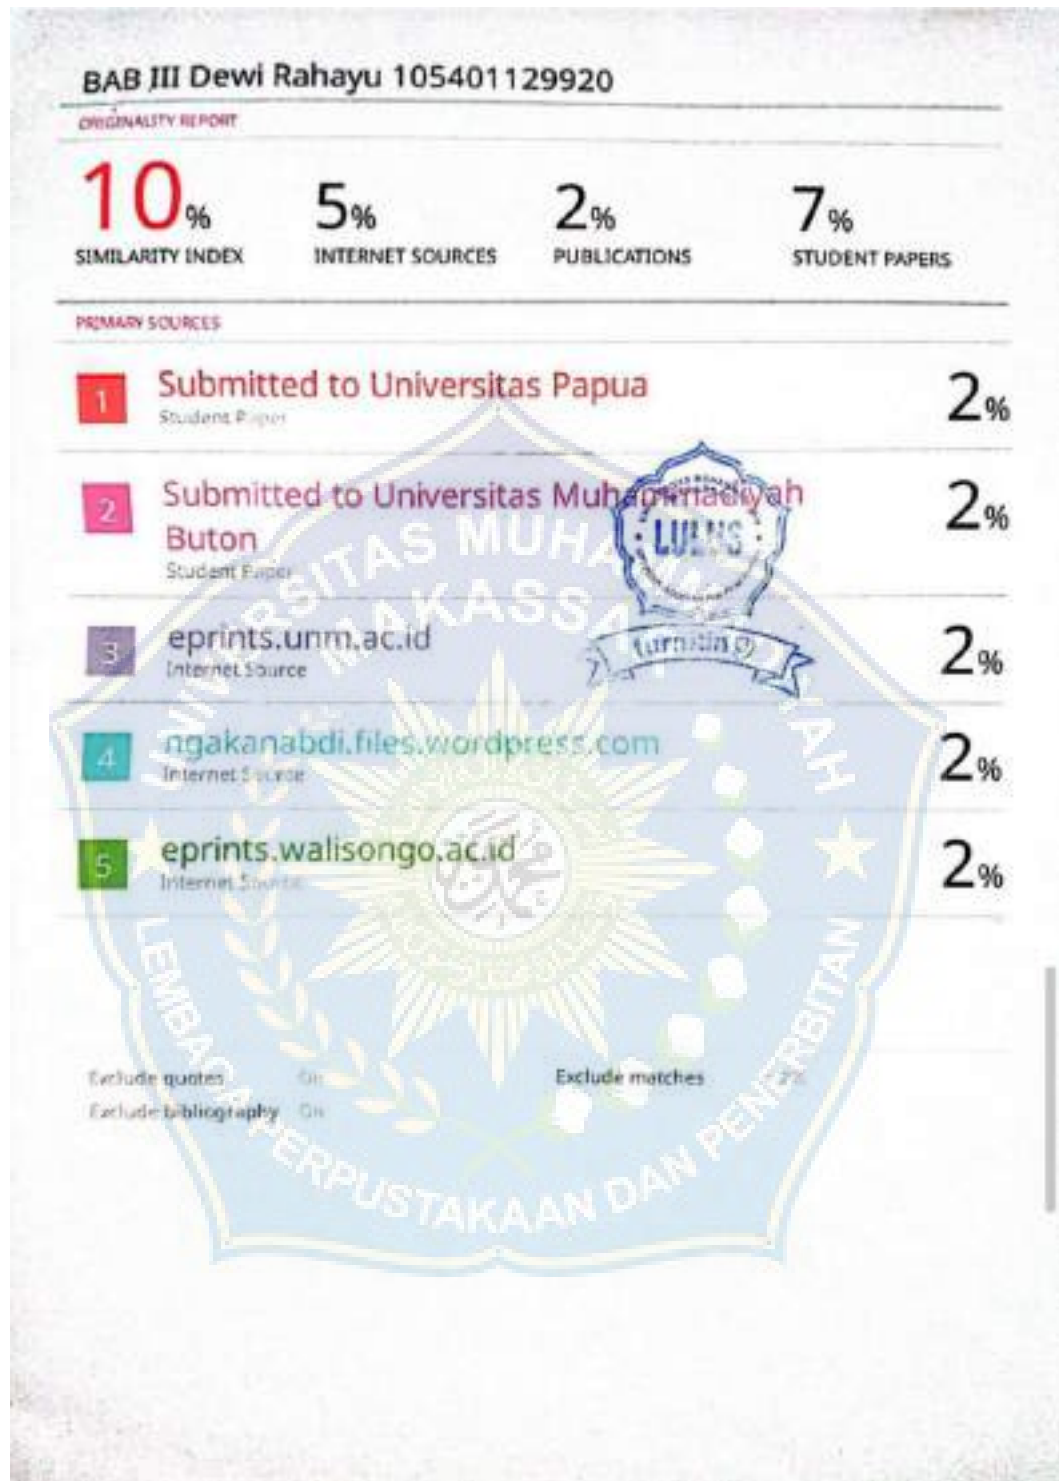 BAB III Dewi Rahayu 105401129920
ORIGINALITY REPORT
10%
SIMILARITY INDEX
5%
INTERNET SOURCES
2%
PUBLICATIONS
7%
STUDENT PAPERS
PRIMARY SOURCES
1 Submitted to Universitas Papua 2%
Student Paper
2 Submitted to Universitas Muhammadiyah 2%
Buton
Student Paper
3 eprints.unm.ac.id 2%
Internet Source
4 ngakanabdi.files.wordpress.com 2%
Internet Source
5 eprints.walisongo.ac.id 2%
Internet Source
LULUS
turnitin
UNIVERSITAS MUHAMMADIYAH
MAKASSAR
LEMBAGA PERPUSTAKAAN DAN PENERBITAN
Exclude quotes On
Exclude matches
Exclude bibliography On